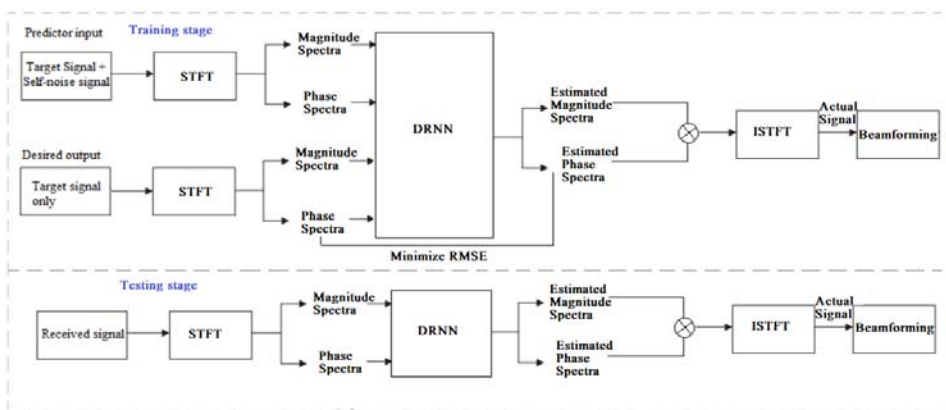 Predictor input
Training stage
Target Signal +
Self-noise signal
STFT
Magnitude
Spectra
Phase
Spectra
Desired output
Target signal
only
STFT
Magnitude
Spectra
Phase
Spectra
DRNN
Minimize RMSE
Estimated
Magnitude
Spectra
Estimated
Phase
Spectra
ISTFT
Actual
Signal
Beamforming
Testing stage
Received signal
STFT
Magnitude
Spectra
Phase
Spectra
DRNN
Estimated
Magnitude
Spectra
Estimated
Phase
Spectra
ISTFT
Actual
Signal
Beamforming